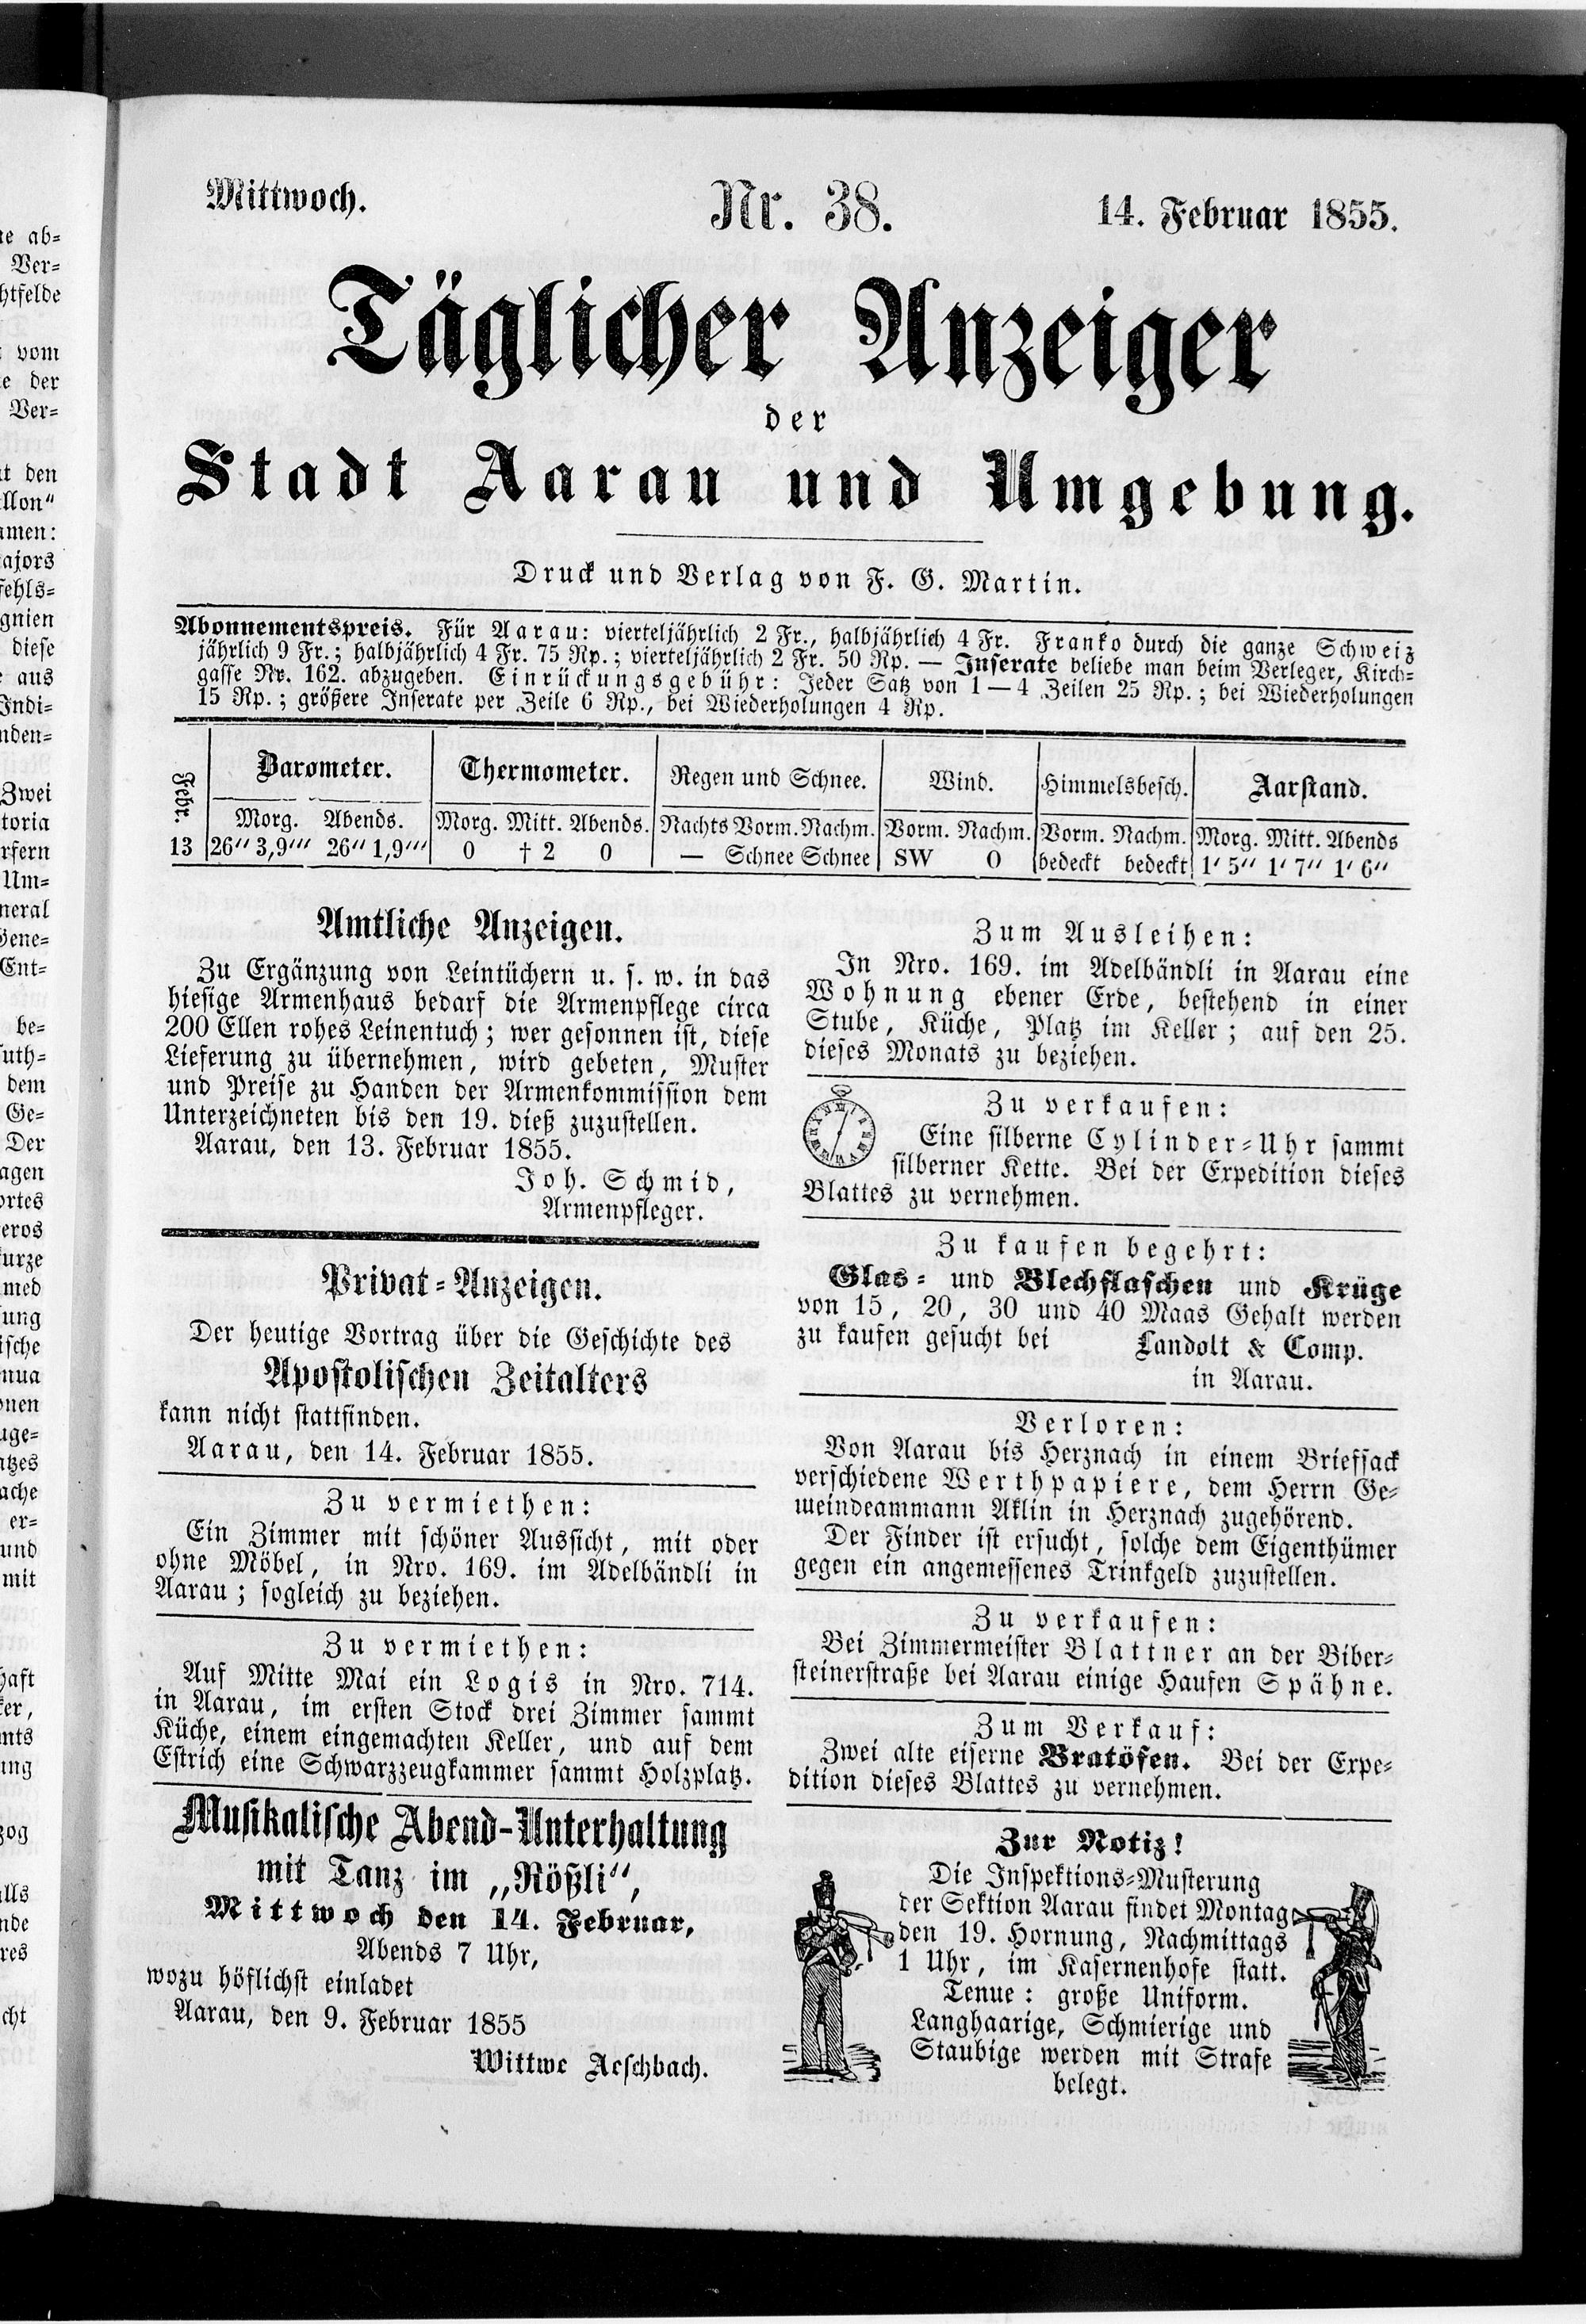 Mittwoch.
Nr. 38.
14. Februar 1855.
Täglicher Anzeiger
der
Stadt Aarau und Umgebung.
Druck und Verlag von F. G. Martin.
Abonnementspreis. Für Aarau: vierteljährlich 2 Fr., halbjährlich 4 Fr. Franko durch die ganze Schweiz
jährlich 9 Fr.; halbjährlich 4 Fr. 75 Rp.; vierteljährlich 2 Fr. 50 Rp. — Inserate beliebe man beim Verleger, Kirch=
gasse Nr. 162. abzugeben. Einrückungsgebühr: Jeder Satz von 1—4 Zeilen 25 Rp.; bei Wiederholungen
15 Rp.; größere Inserate per Zeile 6 Rp., bei Wiederholungen 4 Rp.
Febr. Barometer. Thermometer. Regen und Schnee. Wind. Himmelsbesch. Aarstand.
Morg. Abends. Morg. Mitt. Abends. Nachts Vorm. Nachm. Vorm. Nachm. Vorm. Nachm. Morg. Mitt. Abends
13 26'' 3,9''' 26'' 1,9''' 0 † 2 0 — Schnee Schnee SW O bedeckt bedeckt 1' 5'' 1' 7'' 1' 6''
Amtliche Anzeigen.
Zu Ergänzung von Leintüchern u. s. w. in das
hiesige Armenhaus bedarf die Armenpflege circa
200 Ellen rohes Leinentuch; wer gesonnen ist, diese
Lieferung zu übernehmen, wird gebeten, Muster
und Preise zu Handen der Armenkommission dem
Unterzeichneten bis den 19. dieß zuzustellen.
Aarau, den 13. Februar 1855.
Joh. Schmid,
Armenpfleger.
Privat=Anzeigen.
Der heutige Vortrag über die Geschichte des
Apostolischen Zeitalters
kann nicht stattfinden.
Aarau, den 14. Februar 1855.
Zu vermiethen:
Ein Zimmer mit schöner Aussicht, mit oder
ohne Möbel, in Nro. 169. im Adelbändli in
Aarau; sogleich zu beziehen.
Zu vermiethen:
Auf Mitte Mai ein Logis in Nro. 714.
in Aarau, im ersten Stock drei Zimmer sammt
Küche, einem eingemachten Keller, und auf dem
Estrich eine Schwarzzeugkammer sammt Holzplatz.
Musikalische Abend-Unterhaltung
mit Tanz im „Rößli“,
Mittwoch den 14. Februar,
Abends 7 Uhr,
wozu höflichst einladet
Aarau, den 9. Februar 1855
Wittwe Aeschbach.
Zum Ausleihen:
In Nro. 169. im Adelbändli in Aarau eine
Wohnung ebener Erde, bestehend in einer
Stube, Küche, Platz im Keller; auf den 25.
dieses Monats zu beziehen.
Zu verkaufen:
Eine silberne Cylinder=Uhr sammt
silberner Kette. Bei der Expedition dieses
Blattes zu vernehmen.
Zu kaufen begehrt:
Glas= und Blechflaschen und Krüge
von 15, 20, 30 und 40 Maas Gehalt werden
zu kaufen gesucht bei Landolt & Comp.
in Aarau.
Verloren:
Von Aarau bis Herznach in einem Briefsack
verschiedene Werthpapiere, dem Herrn Ge=
meindeammann Aklin in Herznach zugehörend.
Der Finder ist ersucht, solche dem Eigenthümer
gegen ein angemessenes Trinkgeld zuzustellen.
Zu verkaufen:
Bei Zimmermeister Blattner an der Biber=
steinerstraße bei Aarau einige Haufen Spähne.
Zum Verkauf:
Zwei alte eiserne Bratöfen. Bei der Expe=
dition dieses Blattes zu vernehmen.
Zur Notiz!
Die Inspektions=Musterung
der Sektion Aarau findet Montag
den 19. Hornung, Nachmittags
1 Uhr, im Kasernenhofe statt.
Tenue: große Uniform.
Langhaarige, Schmierige und
Staubige werden mit Strafe
belegt.